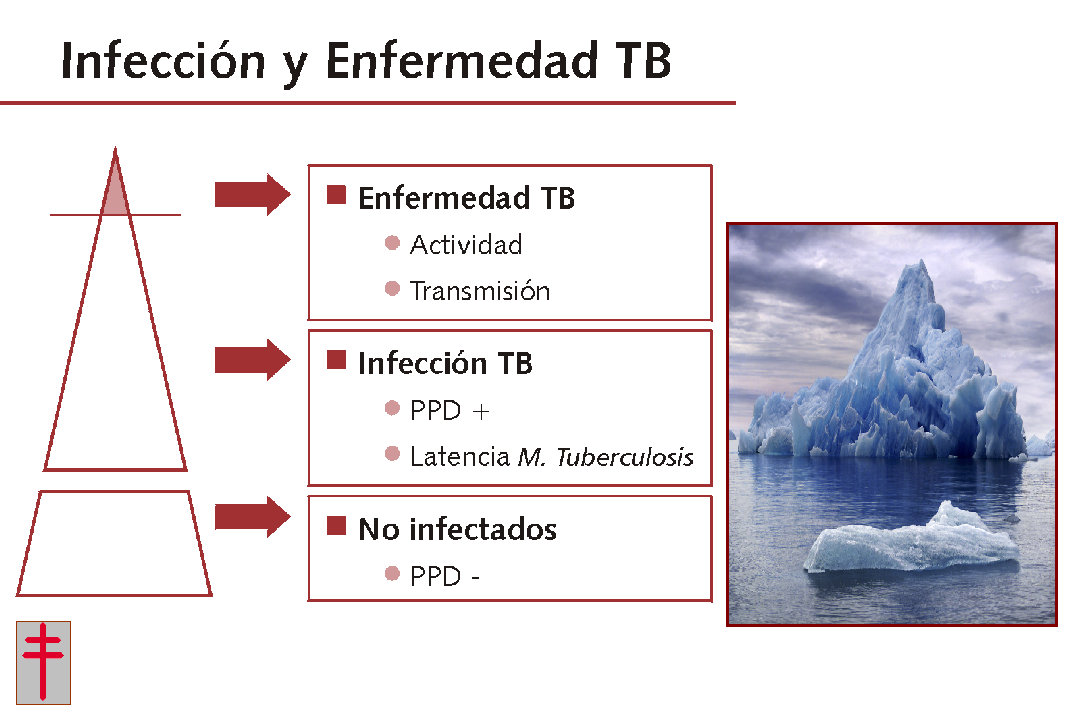 Infección y Enfermedad TB
Enfermedad TB
Actividad
Transmisión
Infección TB
PPD +
Latencia M. Tuberculosis
No infectados
PPD -